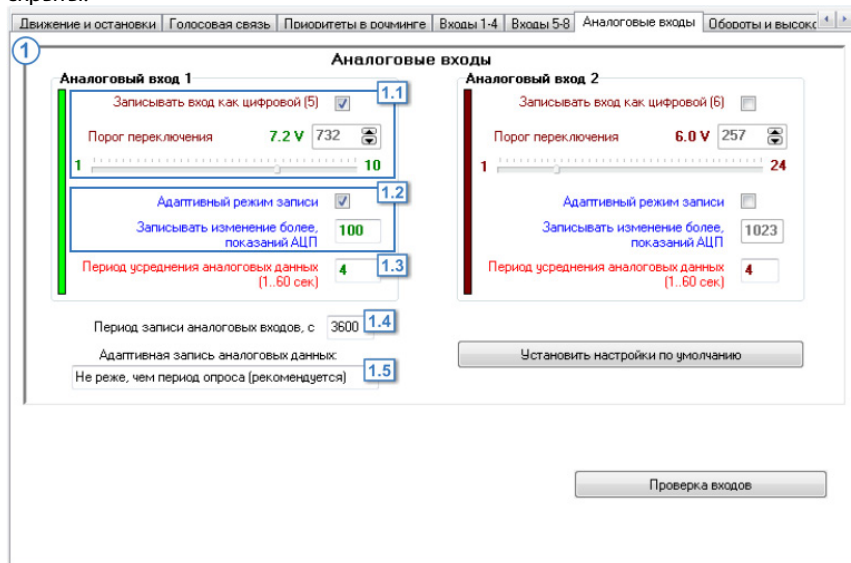 Движение и остановки Голосовая связь Приоритеты в роуминге Входы 1-4 Входы 5-8 Аналоговые входы Обороты и высокс
1
Аналоговые входы
Аналоговый вход 1
1.1
Записывать вход как цифровой (5)
Порог переключения 7.2 V 732
1 10
1.2
Адаптивный режим записи
Записывать изменение более, показаний АЦП 100
Период усреднения аналоговых данных (1..60 сек) 4
1.3
Аналоговый вход 2
Записывать вход как цифровой (6)
Порог переключения 6.0 V 257
1 24
Адаптивный режим записи
Записывать изменение более, показаний АЦП 1023
Период усреднения аналоговых данных (1..60 сек) 4
Период записи аналоговых входов, с 3600 1.4
Адаптивная запись аналоговых данных:
Не реже, чем период опроса (рекомендуется) 1.5
Установить настройки по умолчанию
Проверка входов